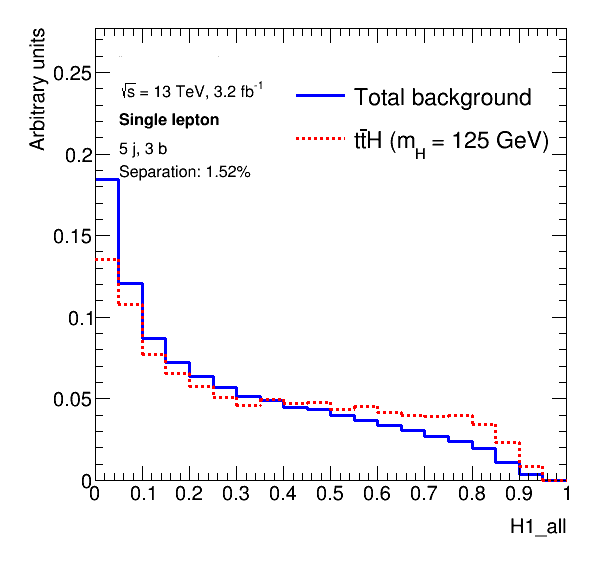 Arbitrary units
0.25
0.2
0.15
0.1
0.05
0
√s = 13 TeV, 3.2 fb⁻¹
Single lepton
5 j, 3 b
Separation: 1.52%
Total background
tt̄H (m_H = 125 GeV)
0 0.1 0.2 0.3 0.4 0.5 0.6 0.7 0.8 0.9 1
H1_all